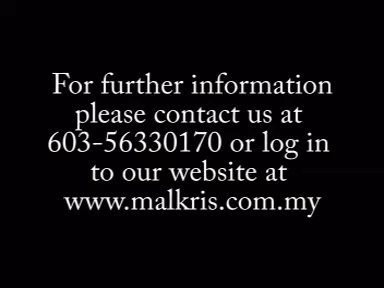 For further information
please contact us at
603-56330170 or log in
to our website at
www.malkris.com.my